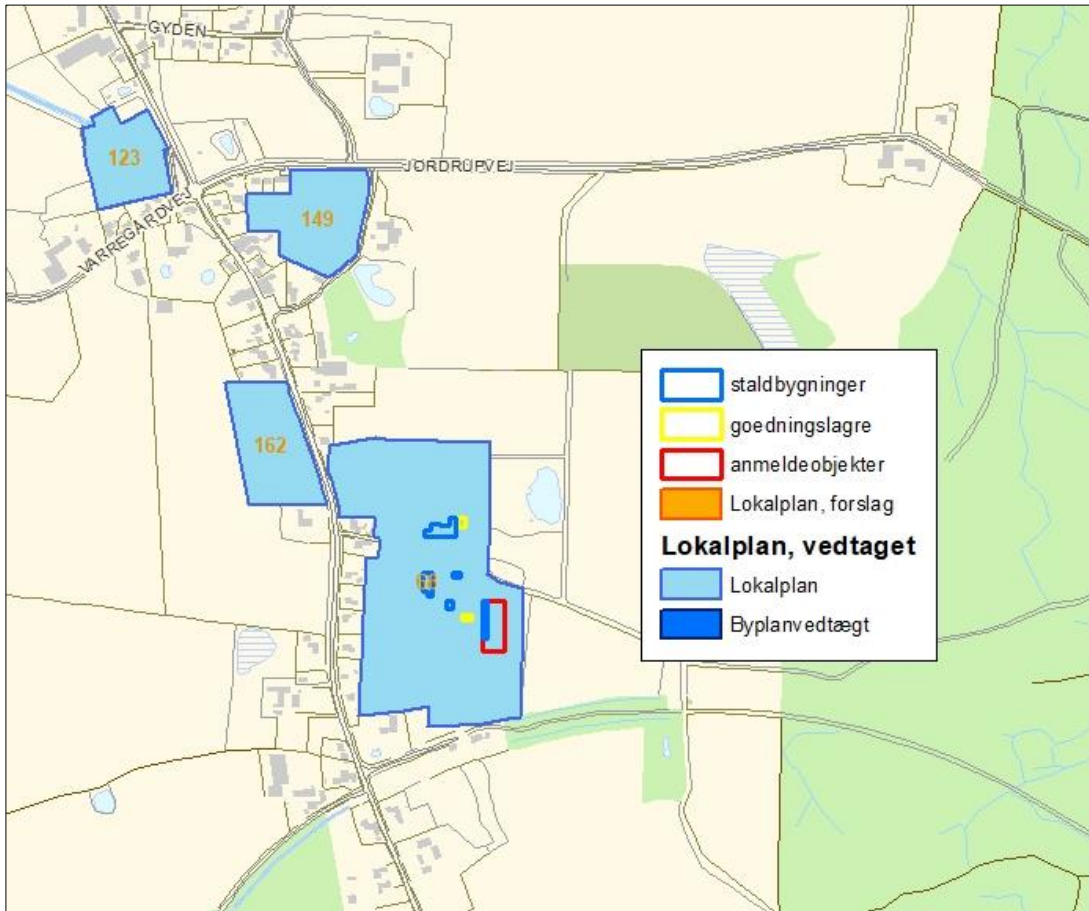 GYDEN
123
JORDRUPVEJ
149
VARREGÅRDVEJ
162
staldbygninger
goedningslagre
anmeldeobjekter
Lokalplan, forslag
Lokalplan, vedtaget
Lokalplan
Byplanvedtægt